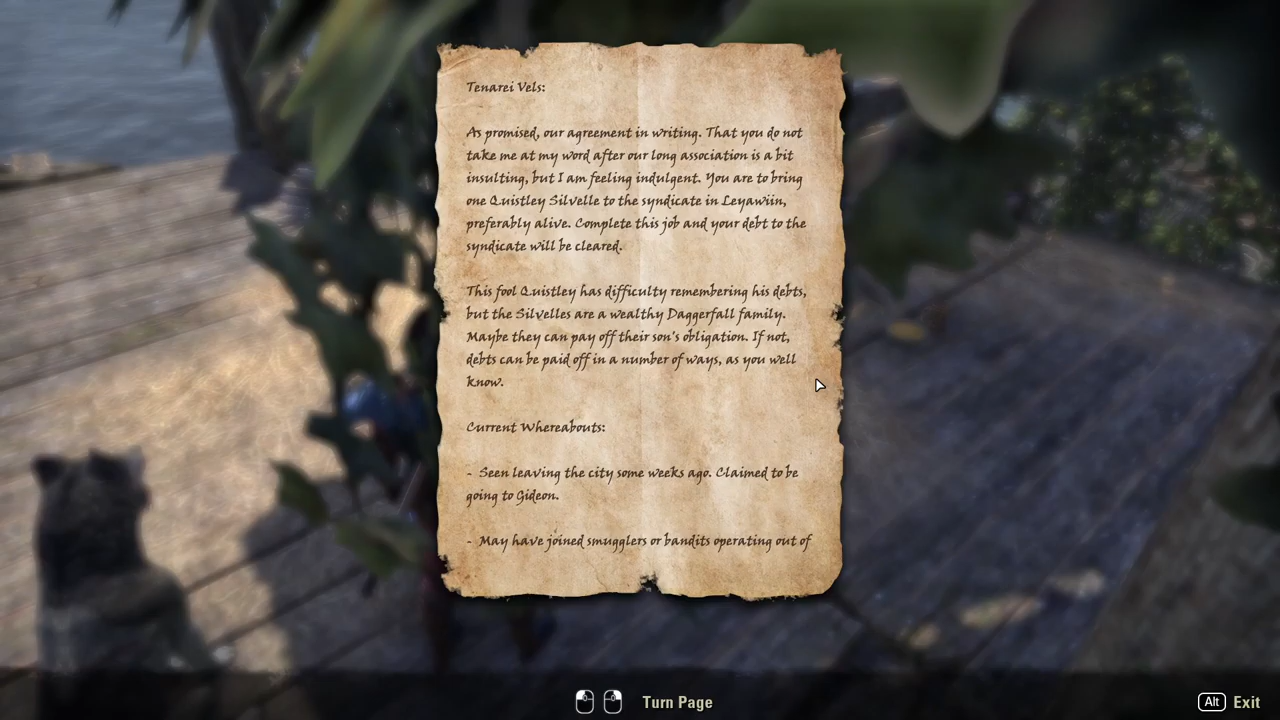 Tenarei Vels:
As promised, our agreement in writing. That you do not
take me at my word after our long association is a bit
insulting, but I am feeling indulgent. You are to bring
one Quistley Silvelle to the syndicate in Leyawiin,
preferably alive. Complete this job and your debt to the
syndicate will be cleared.
This fool Quistley has difficulty remembering his debts,
but the Silvelles are a wealthy Daggerfall family.
Maybe they can pay off their son's obligation. If not,
debts can be paid off in a number of ways, as you well
know.
Current Whereabouts:
- Seen leaving the city some weeks ago. Claimed to be
going to Gideon.
- May have joined smugglers or bandits operating out of
Turn Page
Alt Exit